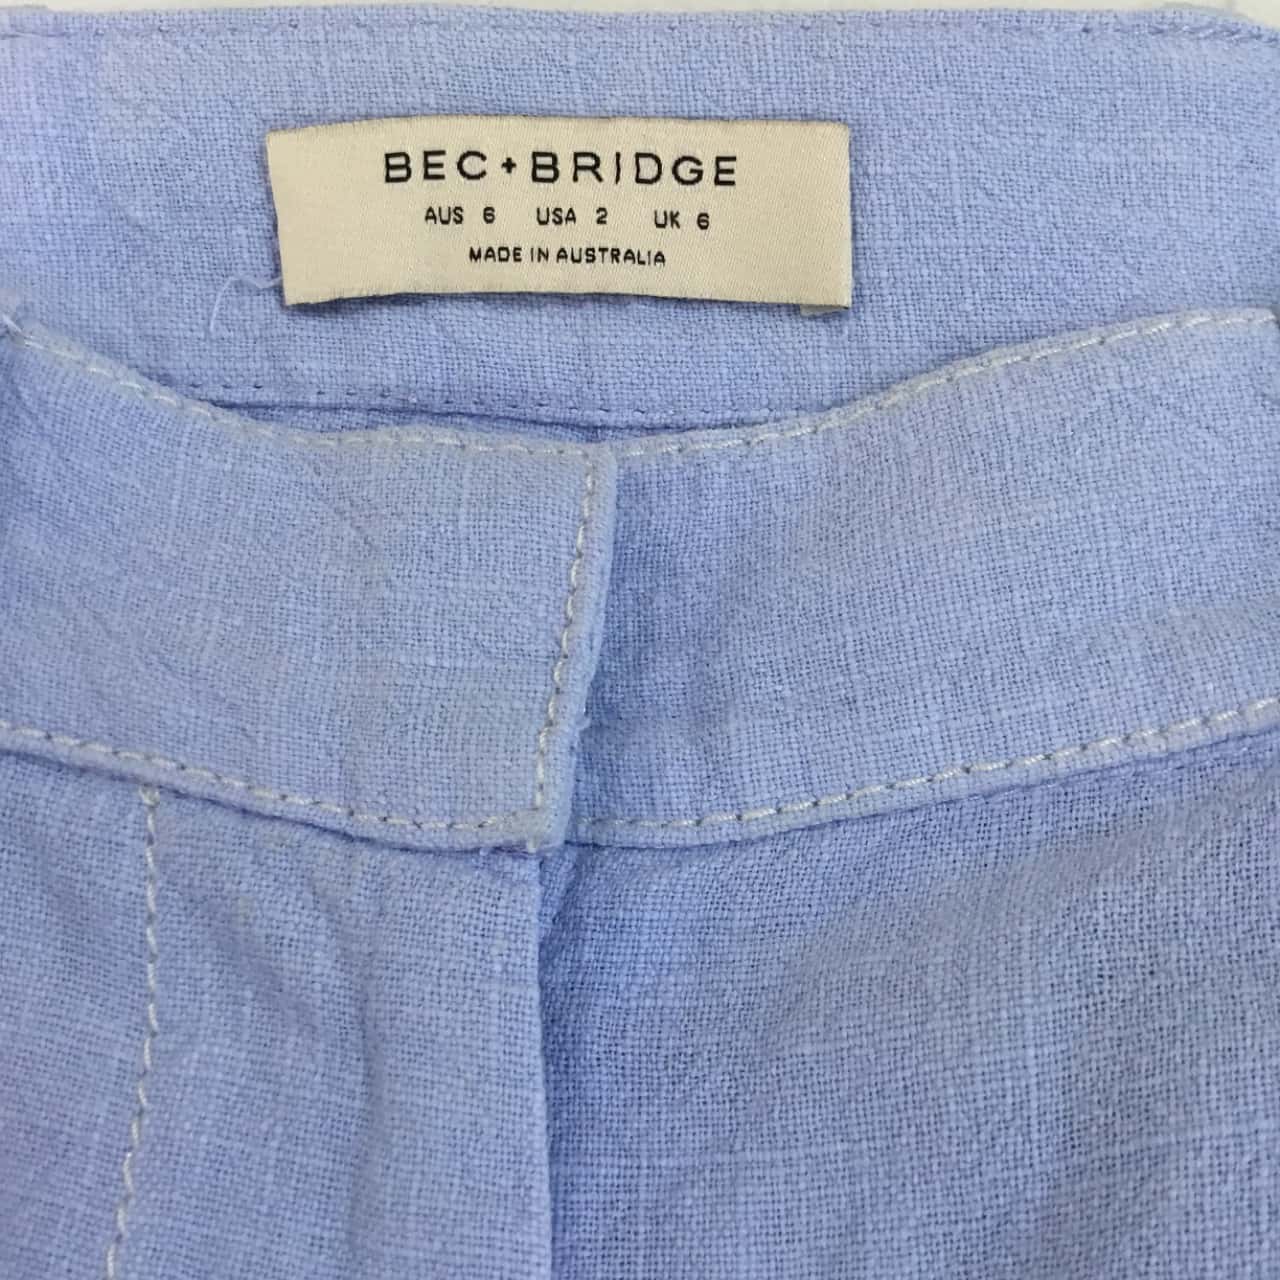 BEC+BRIDGE
AUS 6 USA 2 UK 6
MADE IN AUSTRALIA